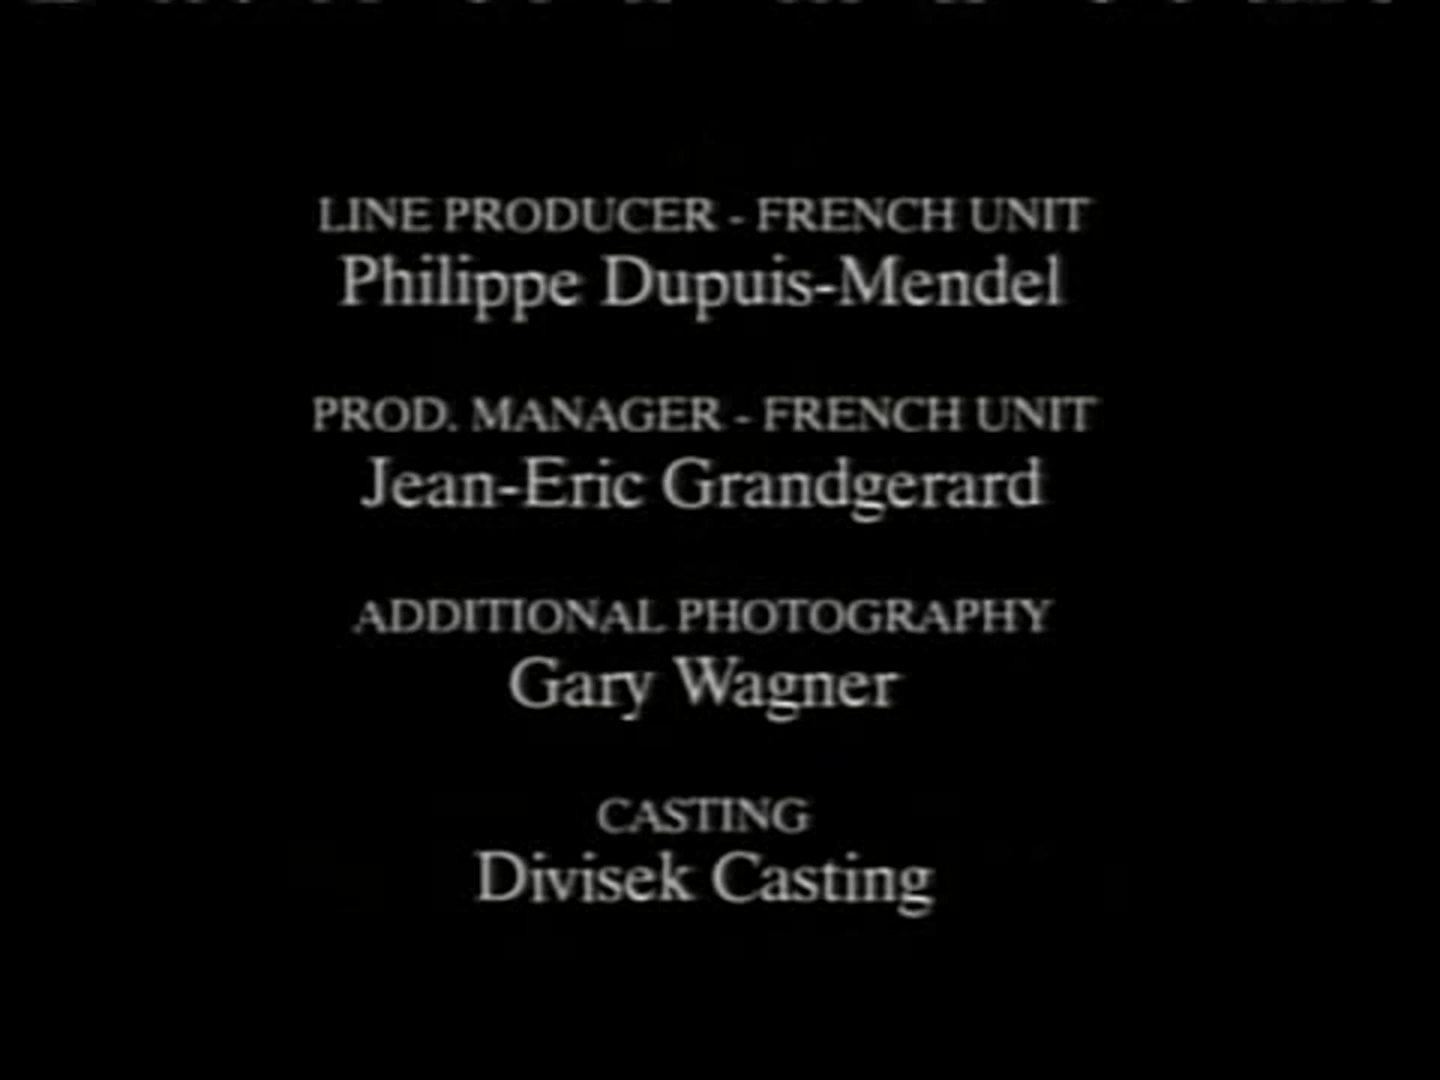 LINE PRODUCER - FRENCH UNIT
Philippe Dupuis-Mendel
PROD. MANAGER - FRENCH UNIT
Jean-Eric Grandgerard
ADDITIONAL PHOTOGRAPHY
Gary Wagner
CASTING
Divisek Casting